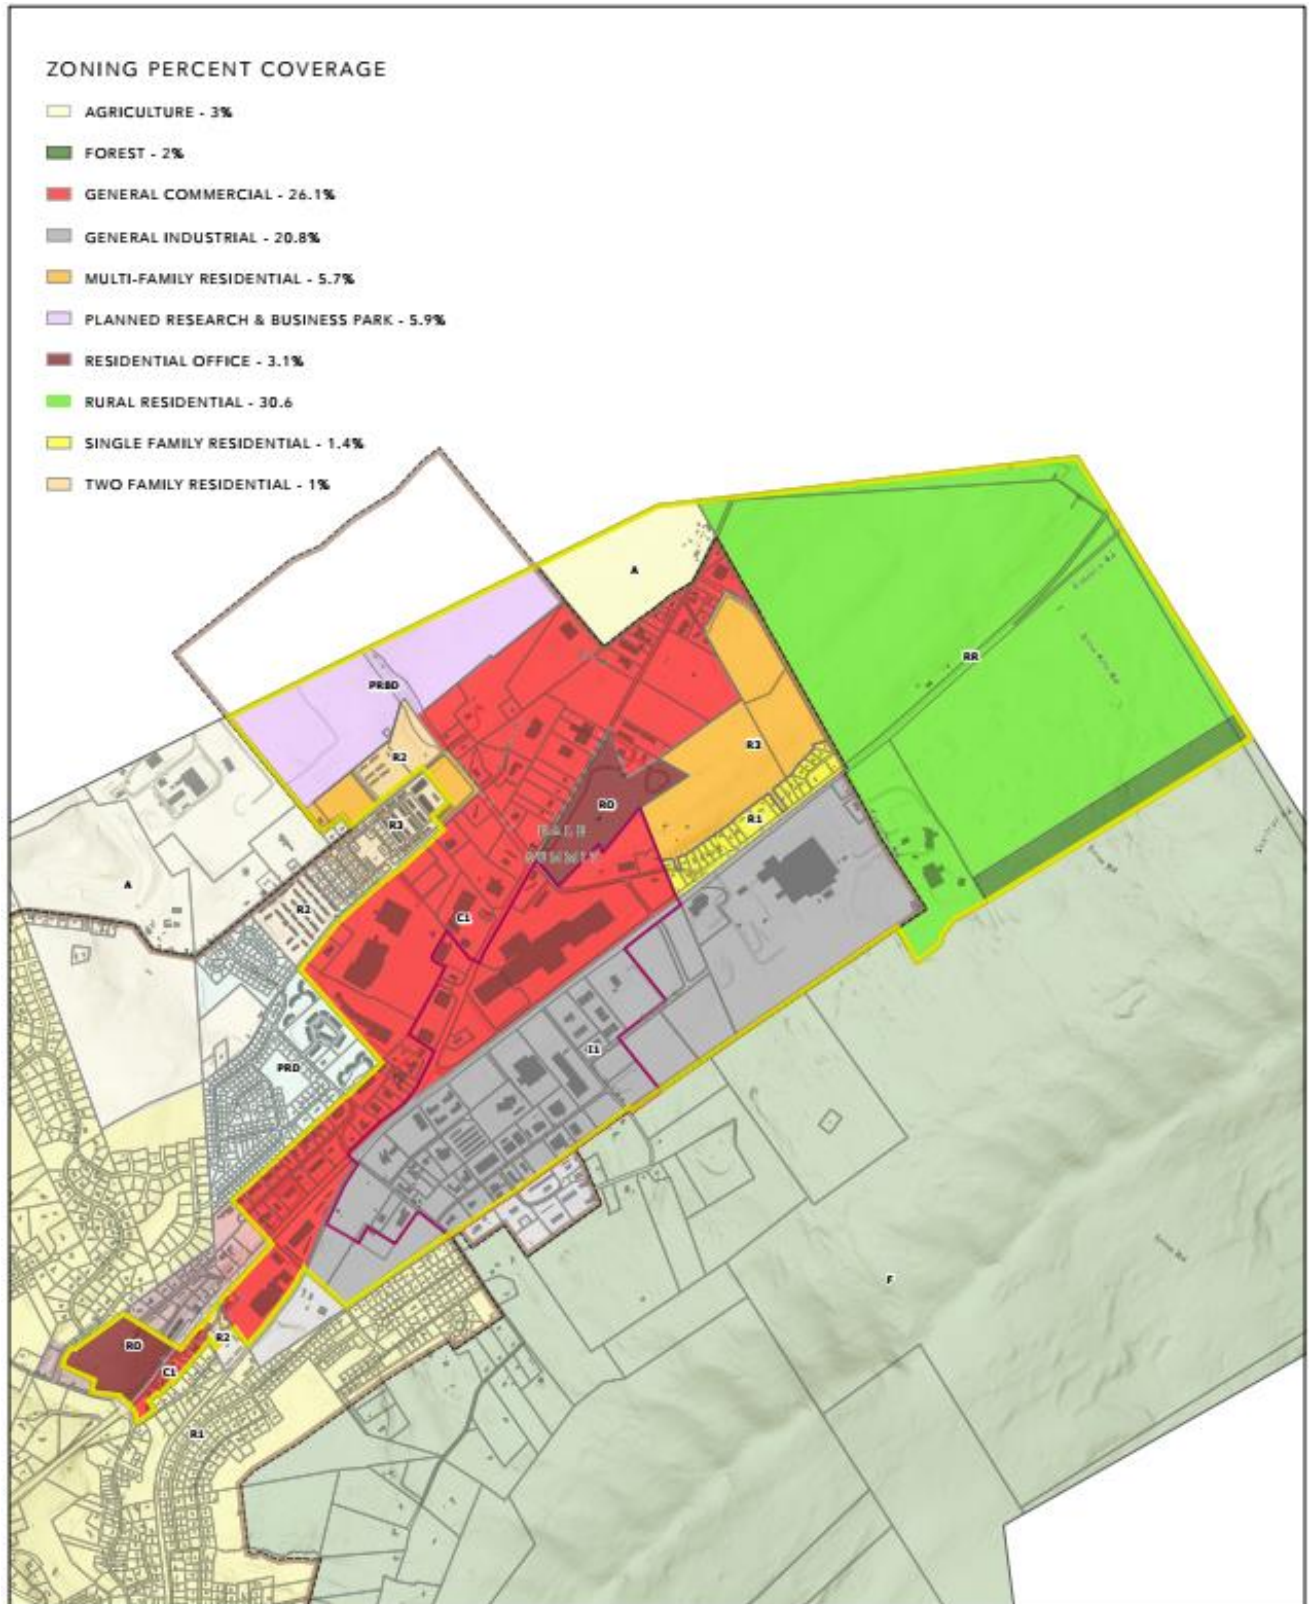 ZONING PERCENT COVERAGE
AGRICULTURE - 3%
FOREST - 2%
GENERAL COMMERCIAL - 26.1%
GENERAL INDUSTRIAL - 20.8%
MULTI-FAMILY RESIDENTIAL - 5.7%
PLANNED RESEARCH & BUSINESS PARK - 5.9%
RESIDENTIAL OFFICE - 3.1%
RURAL RESIDENTIAL - 30.6
SINGLE FAMILY RESIDENTIAL - 1.4%
TWO FAMILY RESIDENTIAL - 1%
A
RR
PRBD
R3
R2
RO
R1
R3
A
R2
C1
I1
PRD
F
RO
R2
C1
R1